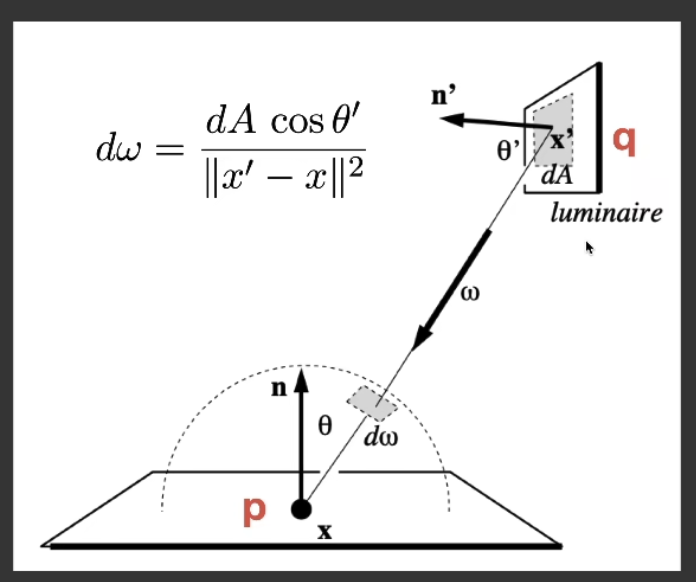 dω = dA cos θ′ / ‖x′ − x‖²
n’
θ’
x’
q
dA
luminaire
ω
n
θ
dω
p
x